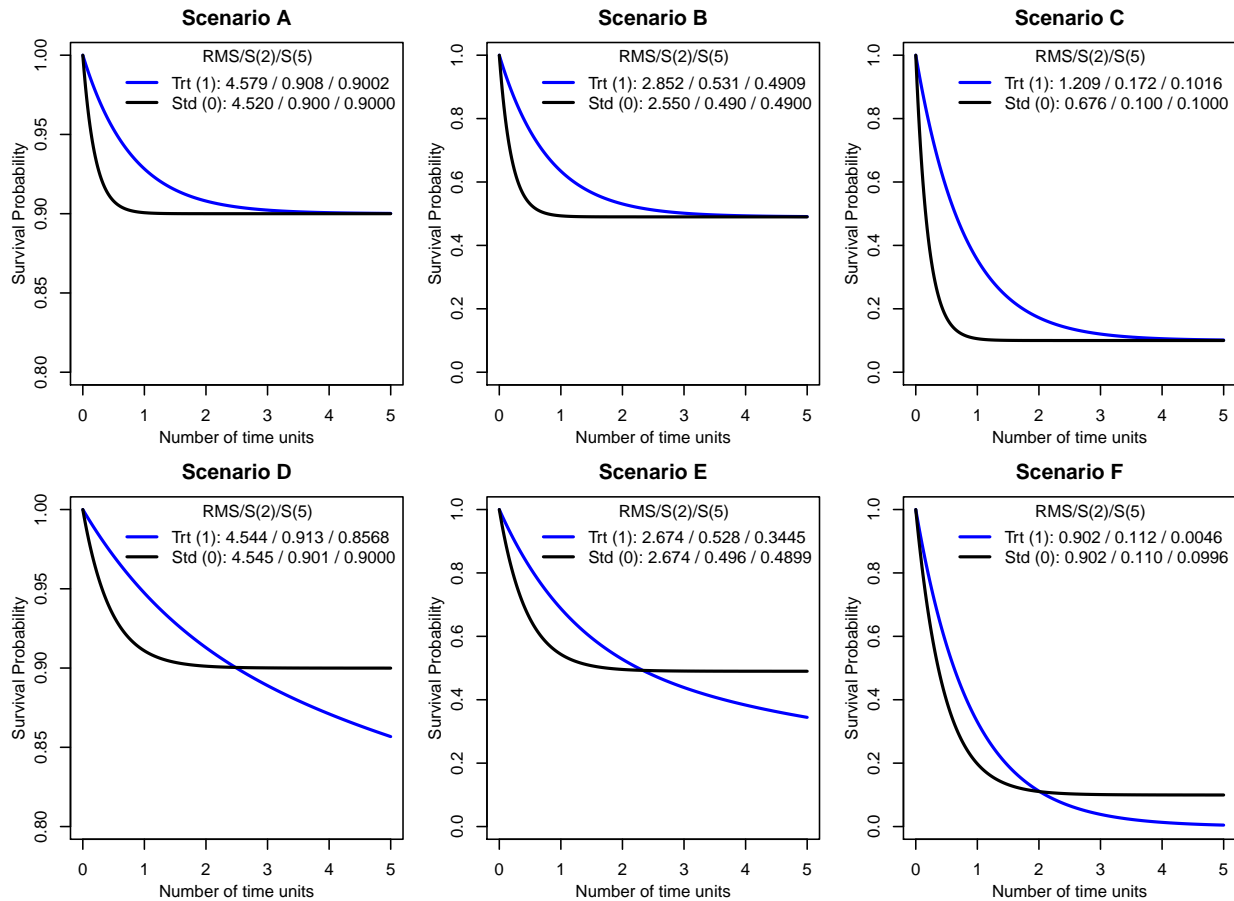 Scenario A
RMS/S(2)/S(5)
Trt (1): 4.579 / 0.908 / 0.9002
Std (0): 4.520 / 0.900 / 0.9000
Survival Probability
1.00
0.95
0.90
0.85
0.80
0 1 2 3 4 5
Number of time units
Scenario B
RMS/S(2)/S(5)
Trt (1): 2.852 / 0.531 / 0.4909
Std (0): 2.550 / 0.490 / 0.4900
Survival Probability
1.0
0.8
0.6
0.4
0.2
0.0
0 1 2 3 4 5
Number of time units
Scenario C
RMS/S(2)/S(5)
Trt (1): 1.209 / 0.172 / 0.1016
Std (0): 0.676 / 0.100 / 0.1000
Survival Probability
1.0
0.8
0.6
0.4
0.2
0.0
0 1 2 3 4 5
Number of time units
Scenario D
RMS/S(2)/S(5)
Trt (1): 4.544 / 0.913 / 0.8568
Std (0): 4.545 / 0.901 / 0.9000
Survival Probability
1.00
0.95
0.90
0.85
0.80
0 1 2 3 4 5
Number of time units
Scenario E
RMS/S(2)/S(5)
Trt (1): 2.674 / 0.528 / 0.3445
Std (0): 2.674 / 0.496 / 0.4899
Survival Probability
1.0
0.8
0.6
0.4
0.2
0.0
0 1 2 3 4 5
Number of time units
Scenario F
RMS/S(2)/S(5)
Trt (1): 0.902 / 0.112 / 0.0046
Std (0): 0.902 / 0.110 / 0.0996
Survival Probability
1.0
0.8
0.6
0.4
0.2
0.0
0 1 2 3 4 5
Number of time units